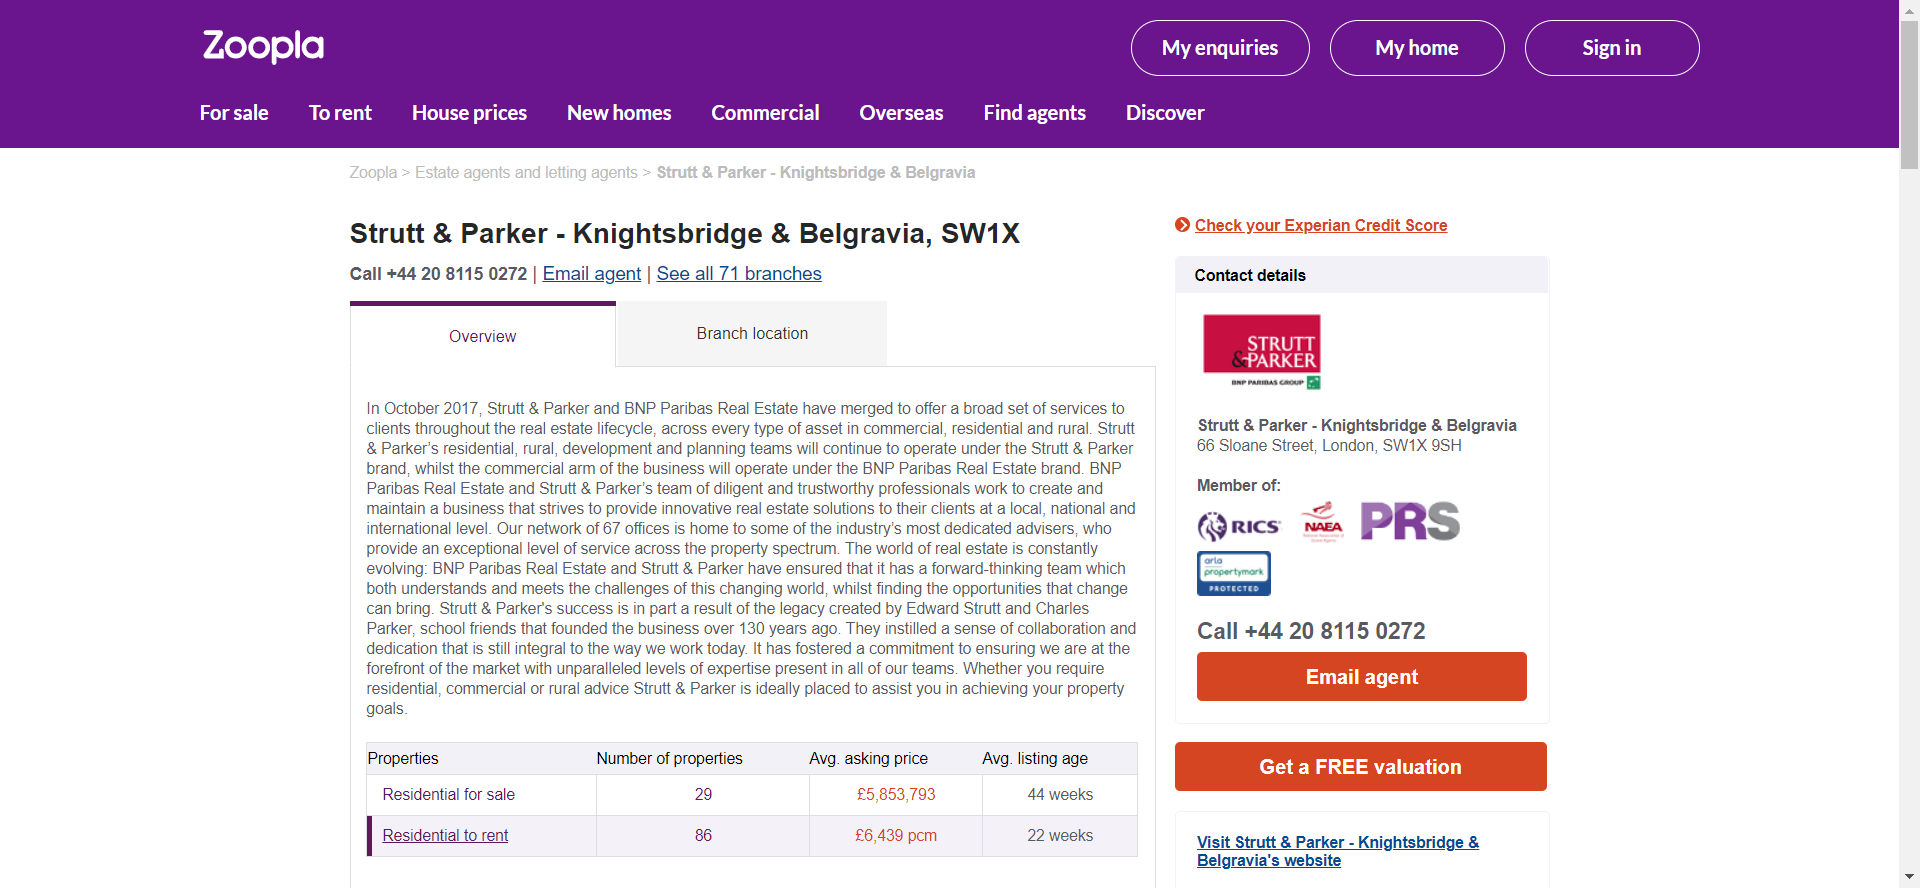 Zoopla
My enquiries
My home
Sign in
For sale
To rent
House prices
New homes
Commercial
Overseas
Find agents
Discover
Zoopla > Estate agents and letting agents > Strutt & Parker - Knightsbridge & Belgravia
Strutt & Parker - Knightsbridge & Belgravia, SW1X
Call +44 20 8115 0272 | Email agent | See all 71 branches
Overview
Branch location
In October 2017, Strutt & Parker and BNP Paribas Real Estate have merged to offer a broad set of services to
clients throughout the real estate lifecycle, across every type of asset in commercial, residential and rural. Strutt
& Parker’s residential, rural, development and planning teams will continue to operate under the Strutt & Parker
brand, whilst the commercial arm of the business will operate under the BNP Paribas Real Estate brand. BNP
Paribas Real Estate and Strutt & Parker’s team of diligent and trustworthy professionals work to create and
maintain a business that strives to provide innovative real estate solutions to their clients at a local, national and
international level. Our network of 67 offices is home to some of the industry’s most dedicated advisers, who
provide an exceptional level of service across the property spectrum. The world of real estate is constantly
evolving: BNP Paribas Real Estate and Strutt & Parker have ensured that it has a forward-thinking team which
both understands and meets the challenges of this changing world, whilst finding the opportunities that change
can bring. Strutt & Parker's success is in part a result of the legacy created by Edward Strutt and Charles
Parker, school friends that founded the business over 130 years ago. They instilled a sense of collaboration and
dedication that is still integral to the way we work today. It has fostered a commitment to ensuring we are at the
forefront of the market with unparalleled levels of expertise present in all of our teams. Whether you require
residential, commercial or rural advice Strutt & Parker is ideally placed to assist you in achieving your property
goals.
Properties Number of properties Avg. asking price Avg. listing age
Residential for sale 29 £5,853,793 44 weeks
Residential to rent 86 £6,439 pcm 22 weeks
Check your Experian Credit Score
Contact details
STRUTT
&PARKER
BNP PARIBAS GROUP
Strutt & Parker - Knightsbridge & Belgravia
66 Sloane Street, London, SW1X 9SH
Member of:
RICS
NAEA
PRS
arla
propertymark
PROTECTED
Call +44 20 8115 0272
Email agent
Get a FREE valuation
Visit Strutt & Parker - Knightsbridge &
Belgravia's website